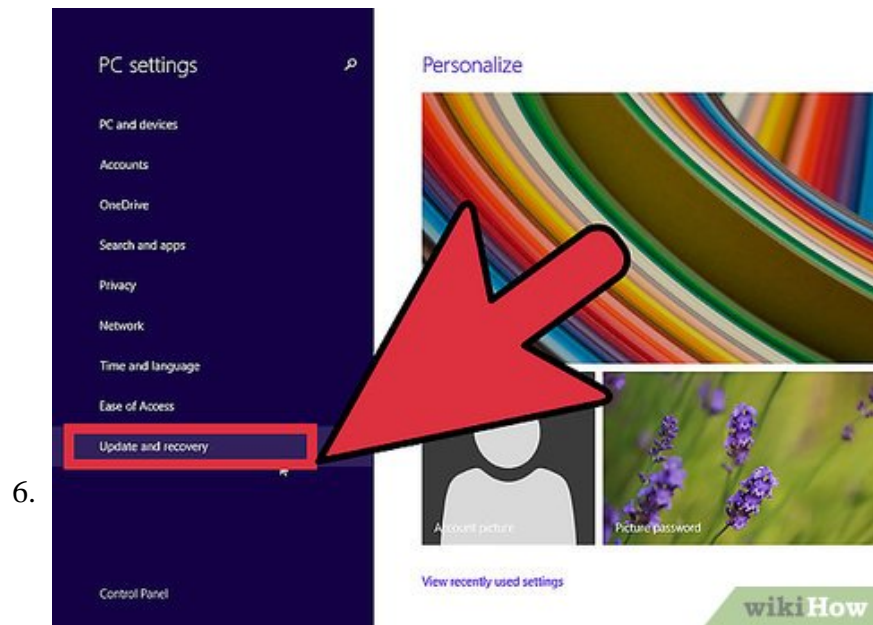 PC settings
Personalize
PC and devices
Accounts
OneDrive
Search and apps
Privacy
Network
Time and language
Ease of Access
Update and recovery
6.
Account picture
Picture password
View recently used settings
Control Panel
wikiHow